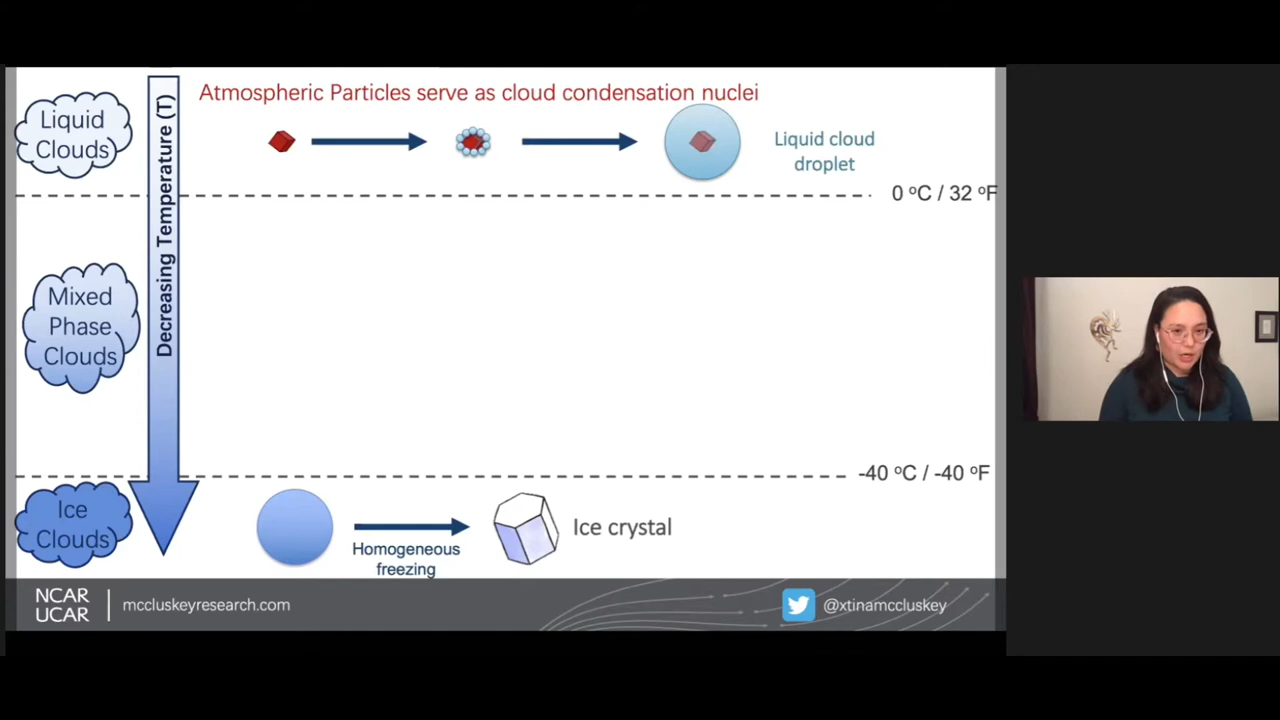 Atmospheric Particles serve as cloud condensation nuclei
Liquid
Clouds
Decreasing Temperature (T)
Liquid cloud
droplet
0 ºC / 32 ºF
Mixed
Phase
Clouds
-40 ºC / -40 ºF
Ice
Clouds
Homogeneous
freezing
Ice crystal
NCAR
UCAR
mccluskeyresearch.com
@xtinamccluskey